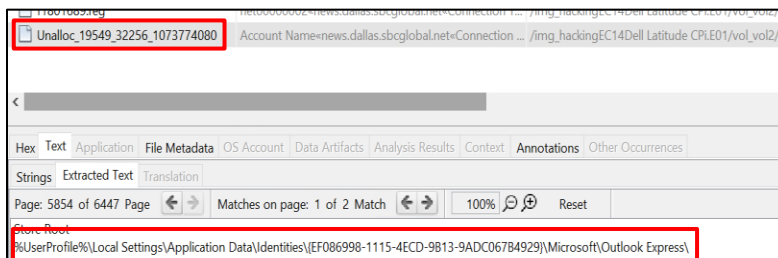 f1801689.reg net00000002«news.dallas.sbcglobal.net«Connection T... /img_hackingEC14Dell Latitude CPi.E01/vol_vol2/
Unalloc_19549_32256_1073774080 Account Name«news.dallas.sbcglobal.net«Connection ... /img_hackingEC14Dell Latitude CPi.E01/vol_vol2/
Hex Text Application File Metadata OS Account Data Artifacts Analysis Results Context Annotations Other Occurrences
Strings Extracted Text Translation
Page: 5854 of 6447 Page Matches on page: 1 of 2 Match 100% Reset
Store Root
%UserProfile%\Local Settings\Application Data\Identities\{EF086998-1115-4ECD-9B13-9ADC067B4929}\Microsoft\Outlook Express\